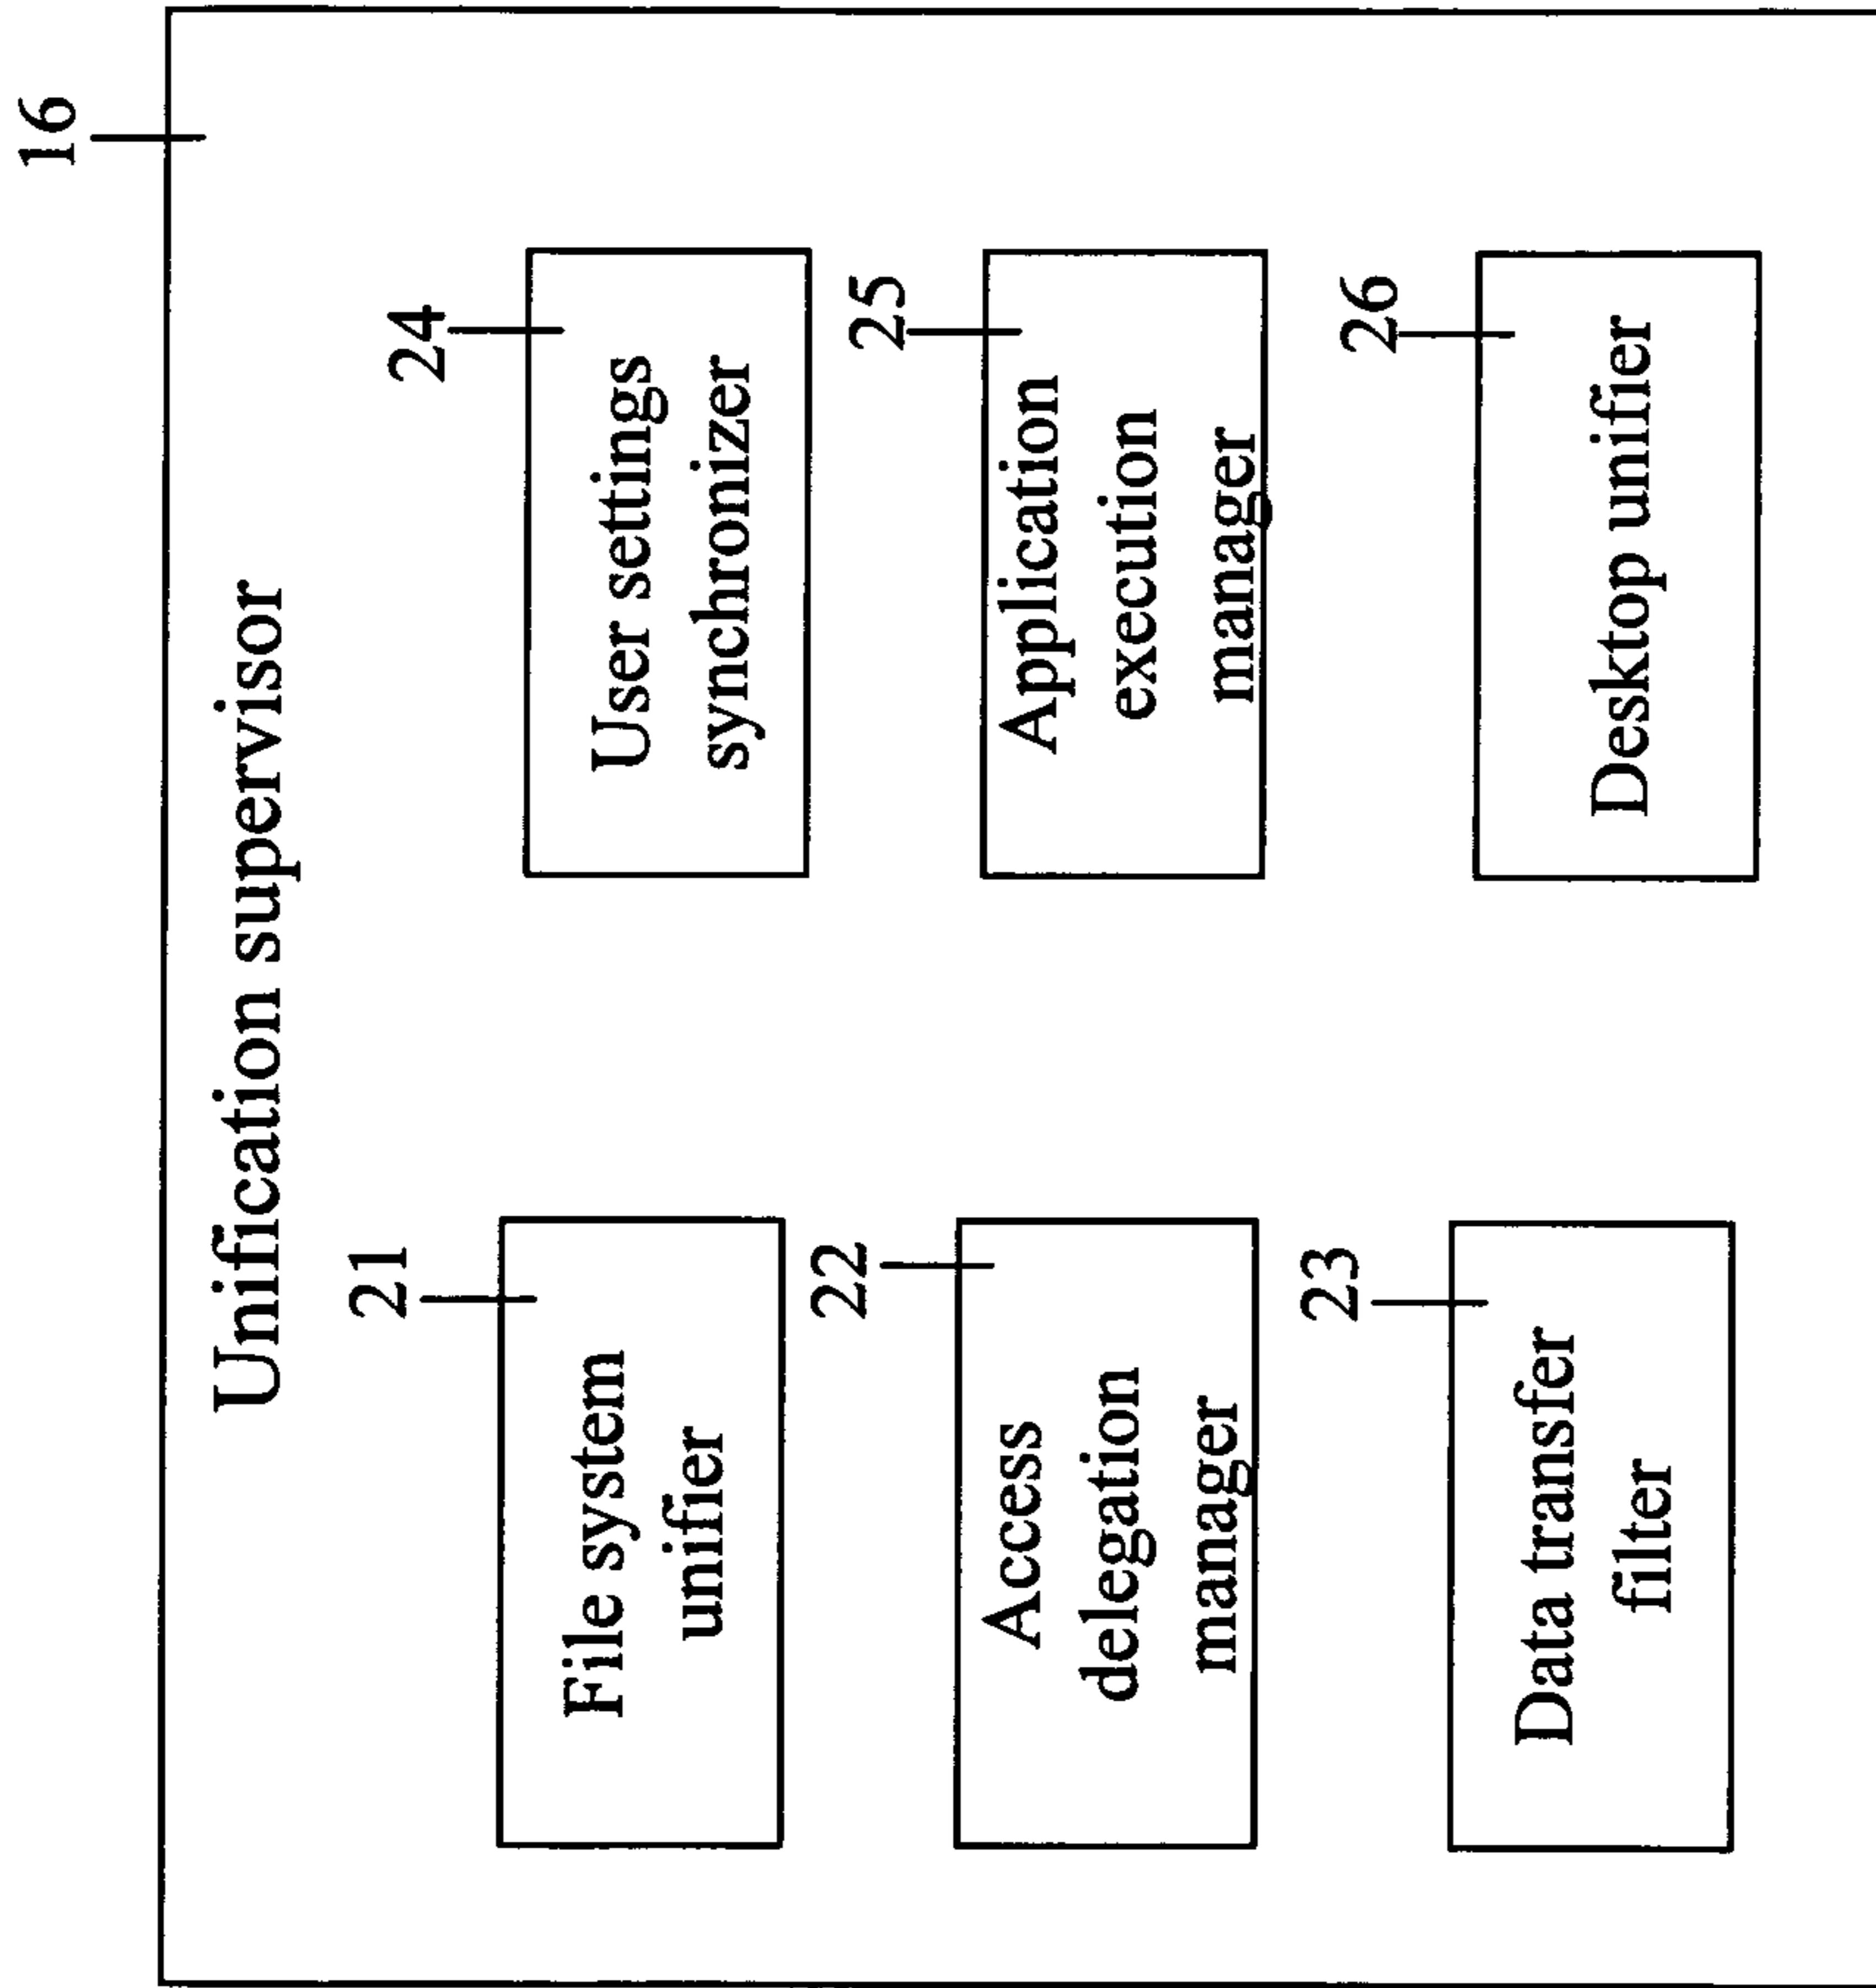 16
Unification supervisor
21
File system
unifier
22
Access
delegation
manager
23
Data transfer
filter
24
User settings
synchronizer
25
Application
execution
manager
26
Desktop unifier